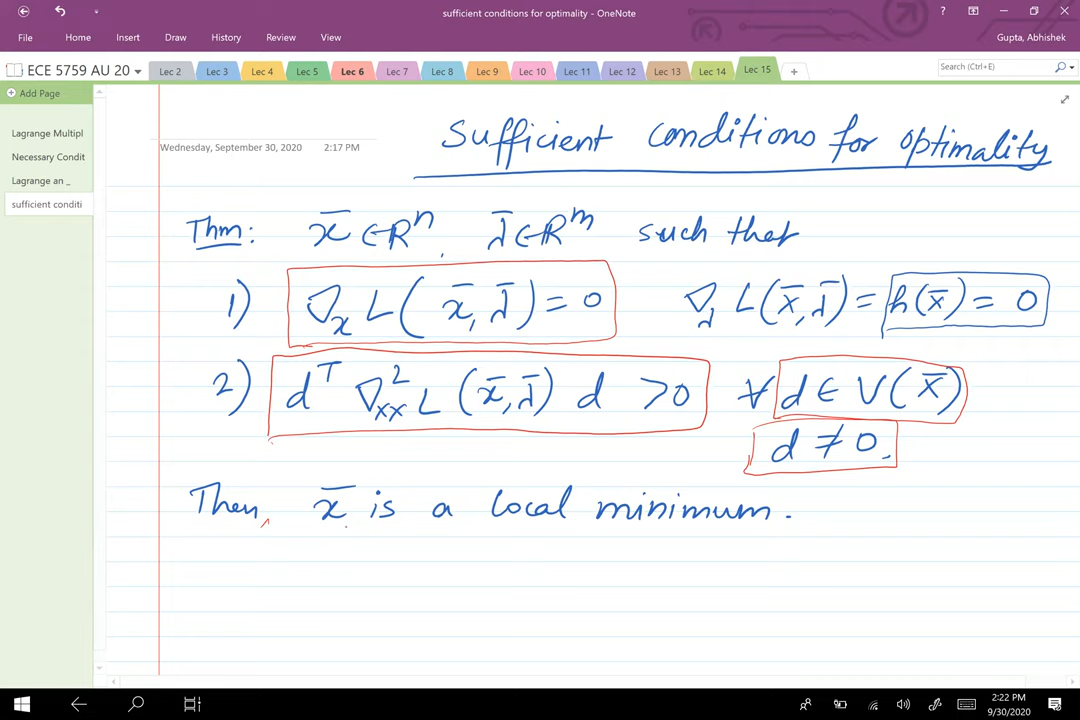 sufficient conditions for optimality - OneNote
Gupta, Abhishek
File Home Insert Draw History Review View
ECE 5759 AU 20
Lec 2 Lec 3 Lec 4 Lec 5 Lec 6 Lec 7 Lec 8 Lec 9 Lec 10 Lec 11 Lec 12 Lec 13 Lec 14 Lec 15
Search (Ctrl+E)
Add Page
Lagrange Multipl
Necessary Condit
Lagrange an _
sufficient conditi
Wednesday, September 30, 2020 2:17 PM
Sufficient conditions for optimality
Thm: x̄ ∈ ℝⁿ, λ̄ ∈ ℝᵐ such that
1) ∇ₓ L(x̄, λ̄) = 0 ∇_λ L(x̄, λ̄) = h(x̄) = 0
2) dᵀ ∇²ₓₓ L(x̄, λ̄) d > 0 ∀ d ∈ V(x̄)
d ≠ 0.
Then, x̄ is a local minimum.
2:22 PM
9/30/2020